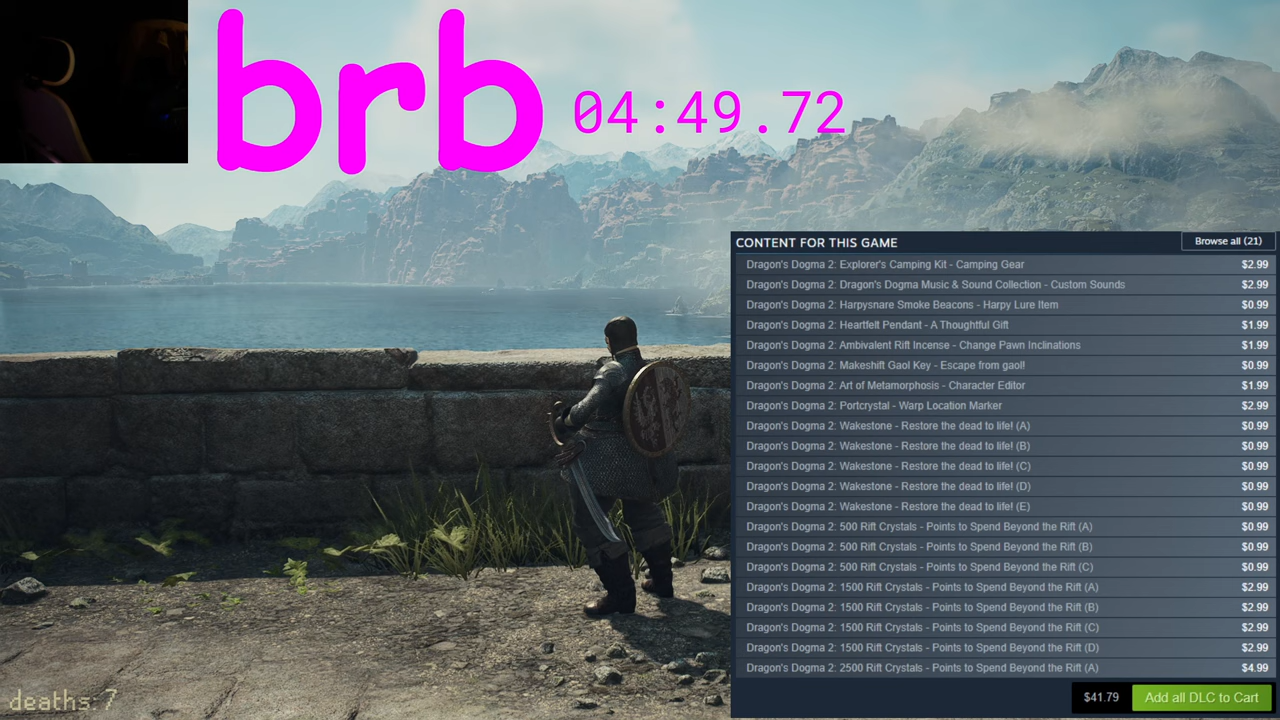 brb
04:49.72
CONTENT FOR THIS GAME
Browse all (21)
Dragon's Dogma 2: Explorer's Camping Kit - Camping Gear $2.99
Dragon's Dogma 2: Dragon's Dogma Music & Sound Collection - Custom Sounds $2.99
Dragon's Dogma 2: Harpysnare Smoke Beacons - Harpy Lure Item $0.99
Dragon's Dogma 2: Heartfelt Pendant - A Thoughtful Gift $1.99
Dragon's Dogma 2: Ambivalent Rift Incense - Change Pawn Inclinations $1.99
Dragon's Dogma 2: Makeshift Gaol Key - Escape from gaol! $0.99
Dragon's Dogma 2: Art of Metamorphosis - Character Editor $1.99
Dragon's Dogma 2: Portcrystal - Warp Location Marker $2.99
Dragon's Dogma 2: Wakestone - Restore the dead to life! (A) $0.99
Dragon's Dogma 2: Wakestone - Restore the dead to life! (B) $0.99
Dragon's Dogma 2: Wakestone - Restore the dead to life! (C) $0.99
Dragon's Dogma 2: Wakestone - Restore the dead to life! (D) $0.99
Dragon's Dogma 2: Wakestone - Restore the dead to life! (E) $0.99
Dragon's Dogma 2: 500 Rift Crystals - Points to Spend Beyond the Rift (A) $0.99
Dragon's Dogma 2: 500 Rift Crystals - Points to Spend Beyond the Rift (B) $0.99
Dragon's Dogma 2: 500 Rift Crystals - Points to Spend Beyond the Rift (C) $0.99
Dragon's Dogma 2: 1500 Rift Crystals - Points to Spend Beyond the Rift (A) $2.99
Dragon's Dogma 2: 1500 Rift Crystals - Points to Spend Beyond the Rift (B) $2.99
Dragon's Dogma 2: 1500 Rift Crystals - Points to Spend Beyond the Rift (C) $2.99
Dragon's Dogma 2: 1500 Rift Crystals - Points to Spend Beyond the Rift (D) $2.99
Dragon's Dogma 2: 2500 Rift Crystals - Points to Spend Beyond the Rift (A) $4.99
$41.79
Add all DLC to Cart
deaths:7